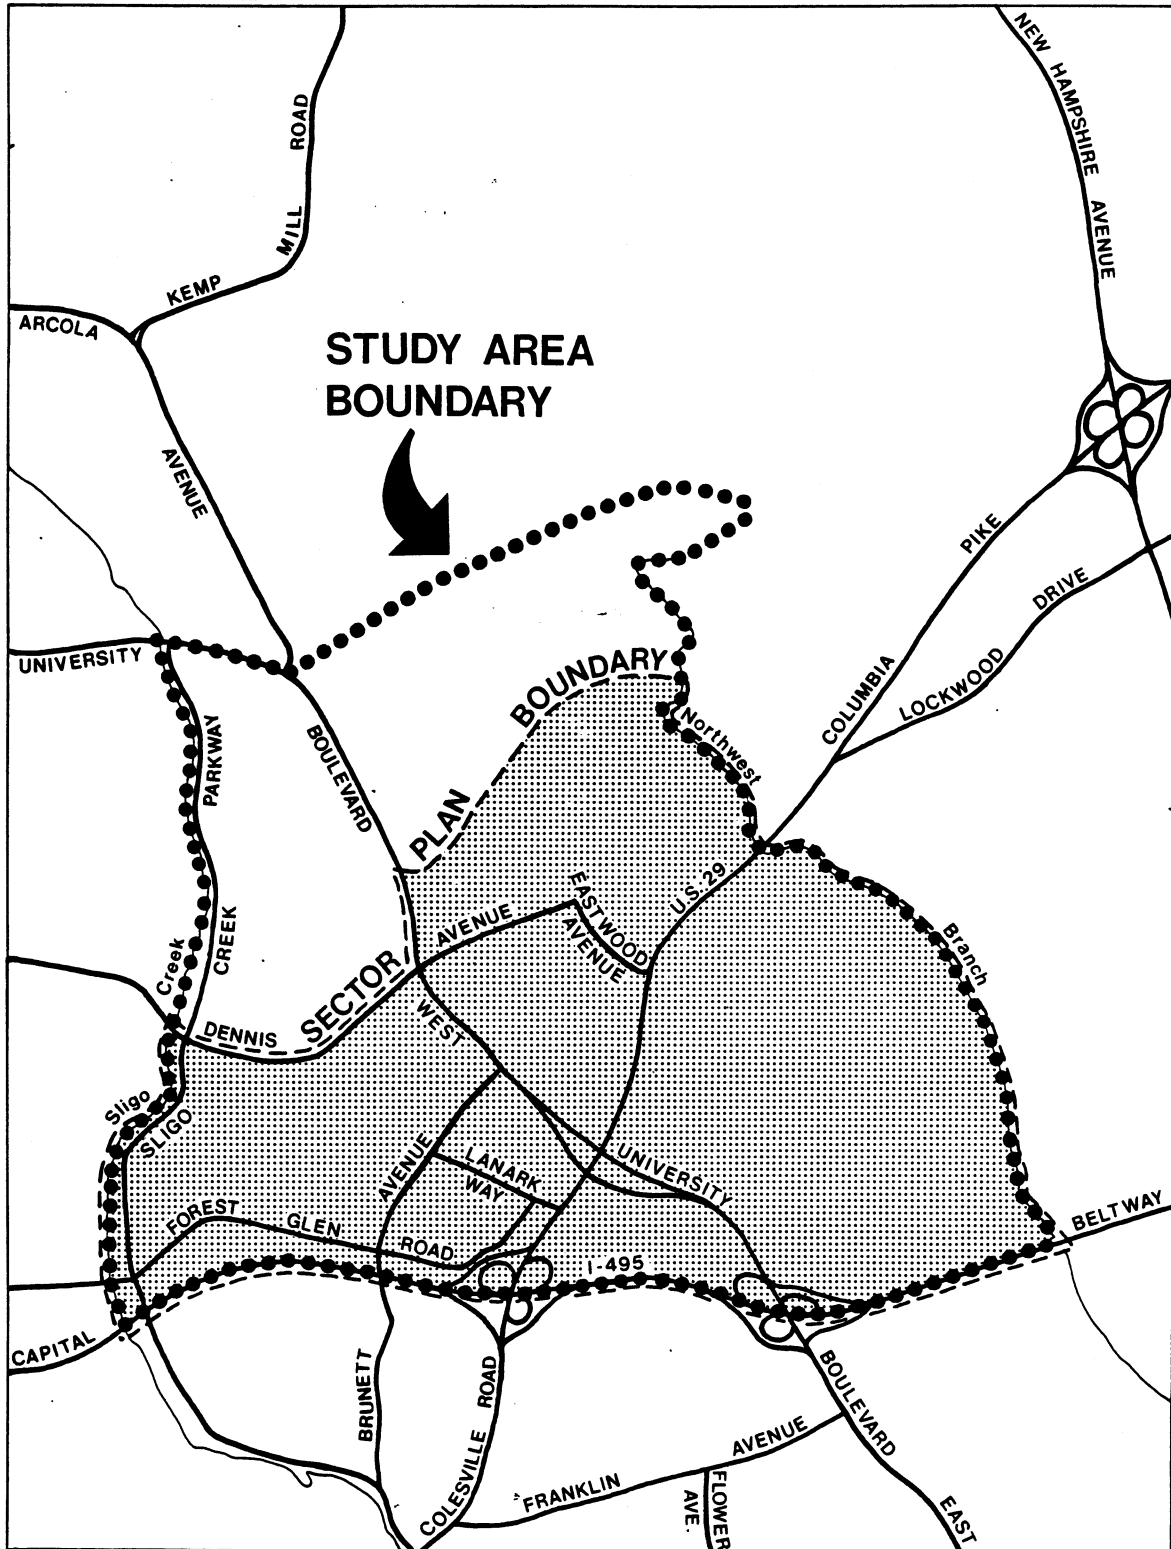 NEW HAMPSHIRE AVENUE
KEMP MILL ROAD
ARCOLA
AVENUE
STUDY AREA
BOUNDARY
COLUMBIA PIKE
LOCKWOOD DRIVE
UNIVERSITY
BOULEVARD
WEST
PARKWAY
CREEK
SECTOR PLAN BOUNDARY
Northwest
Branch
U.S. 29
AVENUE
EASTWOOD
AVENUE
Creek
DENNIS
Sligo
SLIGO
AVENUE
LANARK
WAY
UNIVERSITY
FOREST GLEN ROAD
I-495
BELTWAY
CAPITAL
BRUNETT
COLESVILLE ROAD
BOULEVARD
EAST
FRANKLIN AVENUE
FLOWER
AVE.